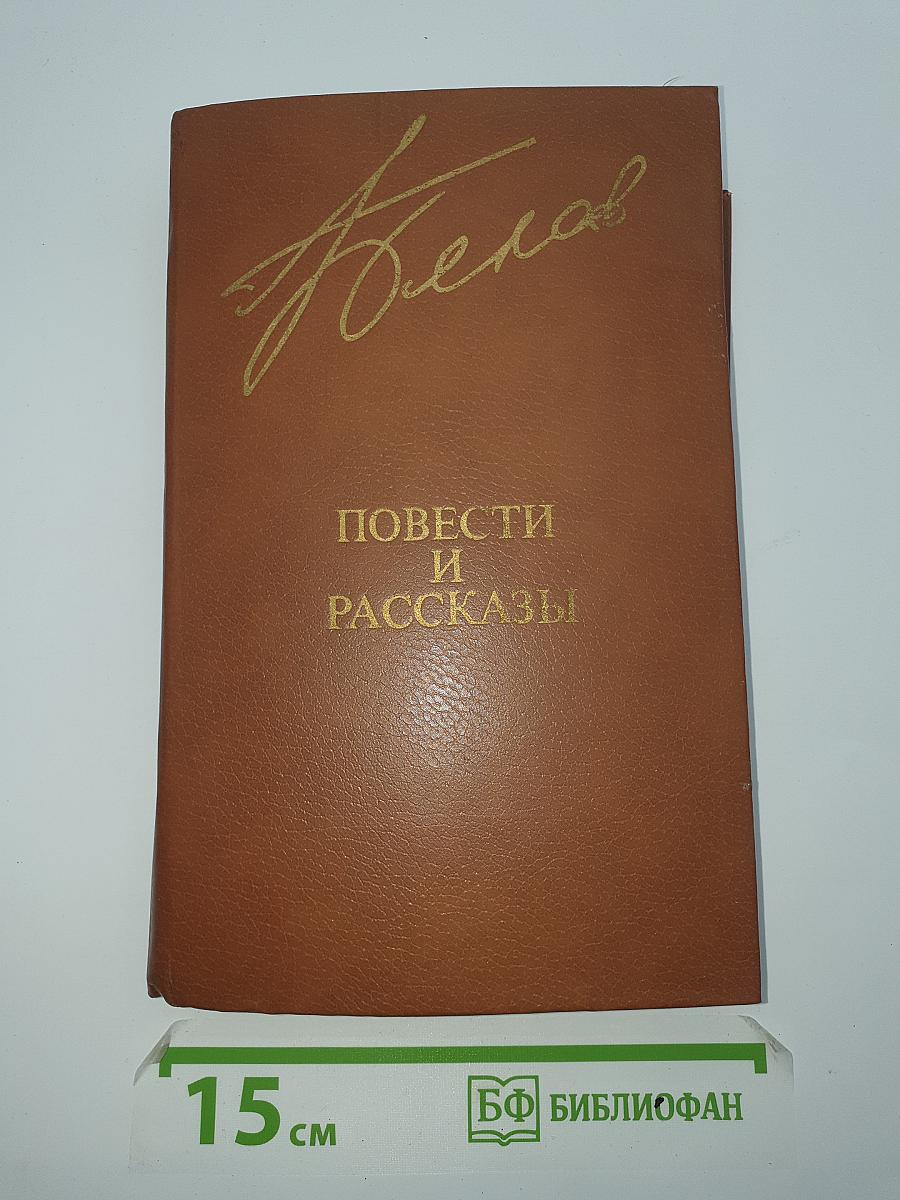 Белов
ПОВЕСТИ
И
РАССКАЗЫ
15 см
БФ БИБЛИОФАН